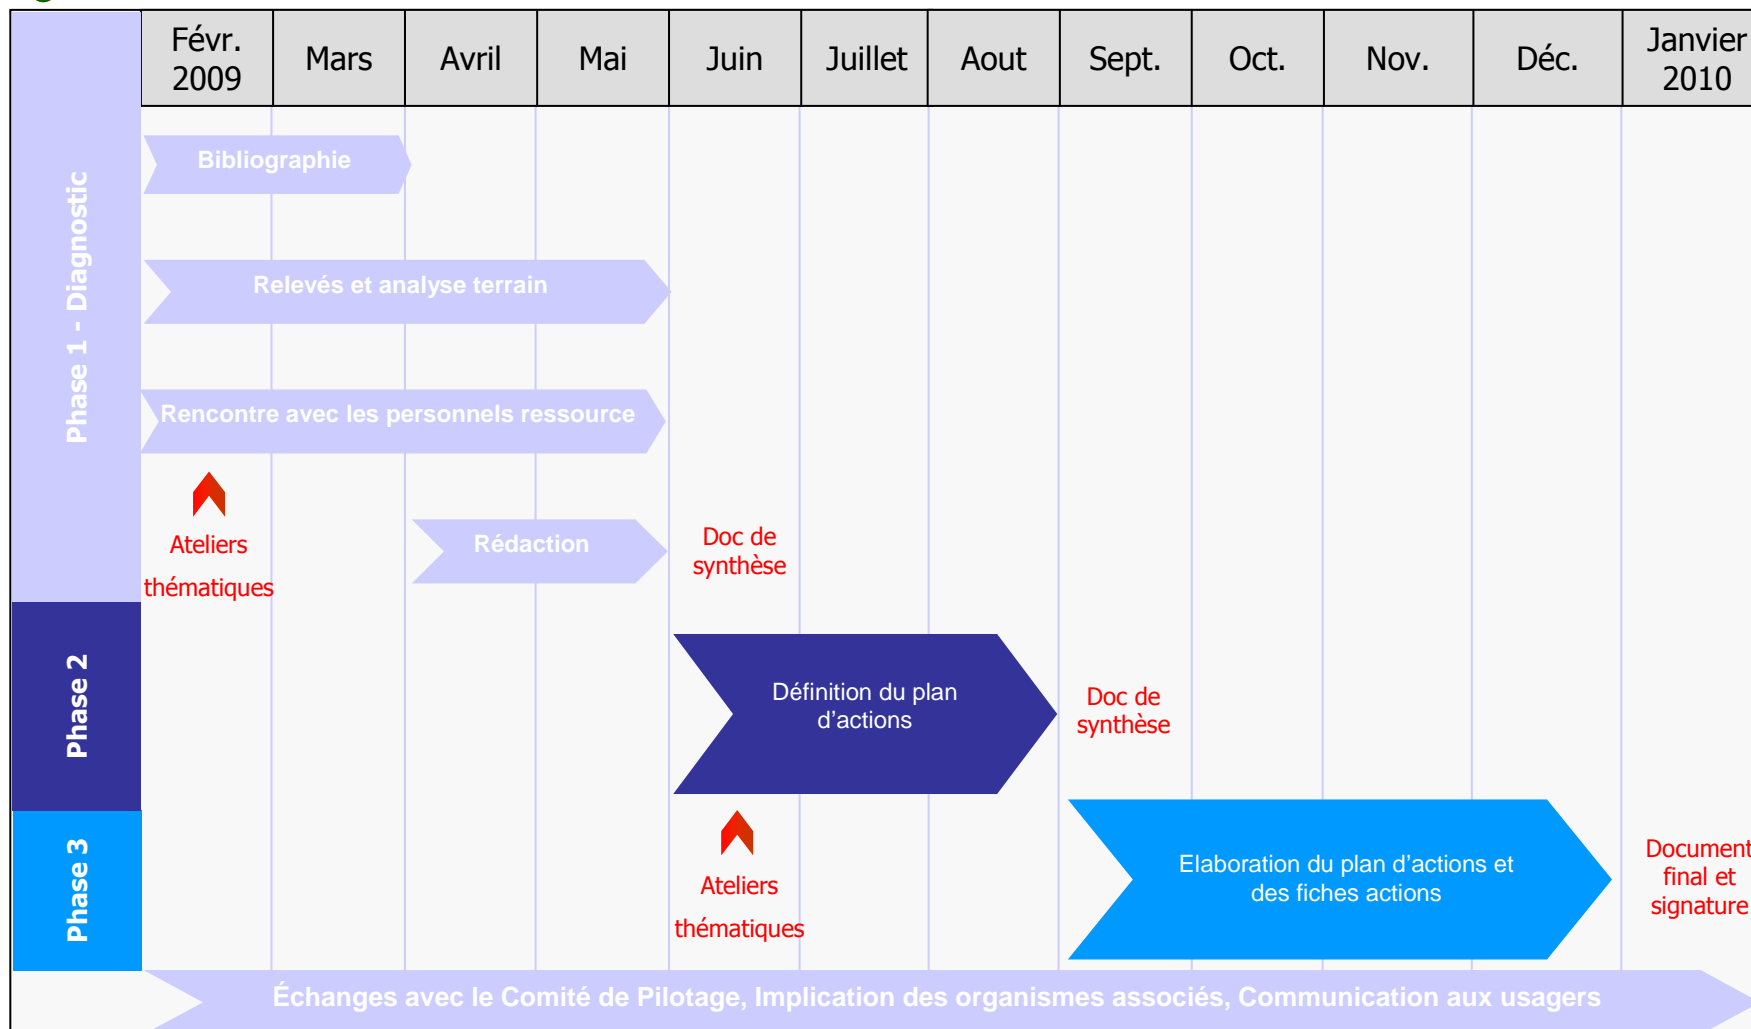 Févr.
2009
Mars
Avril
Mai
Juin
Juillet
Aout
Sept.
Oct.
Nov.
Déc.
Janvier
2010
Phase 1 - Diagnostic
Bibliographie
Relevés et analyse terrain
Rencontre avec les personnels ressource
Ateliers
thématiques
Rédaction
Doc de
synthèse
Phase 2
Définition du plan
d’actions
Doc de
synthèse
Phase 3
Ateliers
thématiques
Elaboration du plan d’actions et
des fiches actions
Document
final et
signature
Échanges avec le Comité de Pilotage, Implication des organismes associés, Communication aux usagers